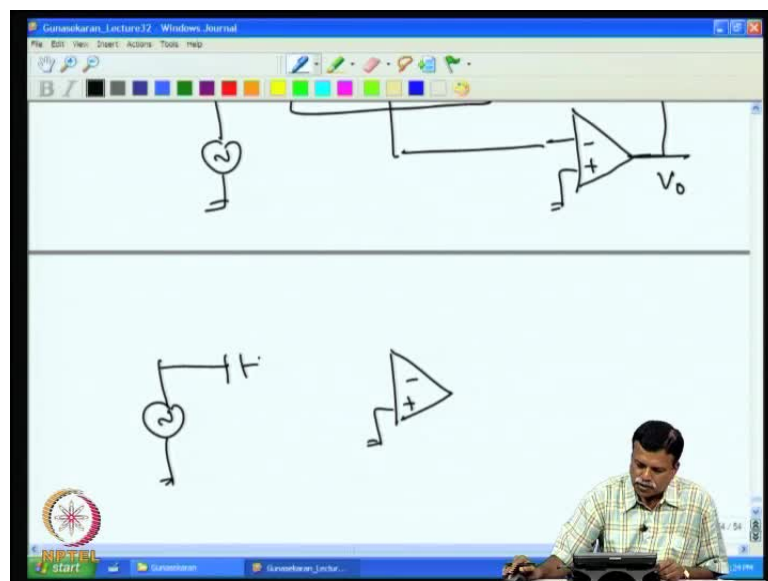 Gunasekaran_Lecture32 - Windows Journal
File Edit View Insert Actions Tools Help
B I
-
+
V0
-
+
NPTEL
start
Gunasekaran
Gunasekaran_Lectur...